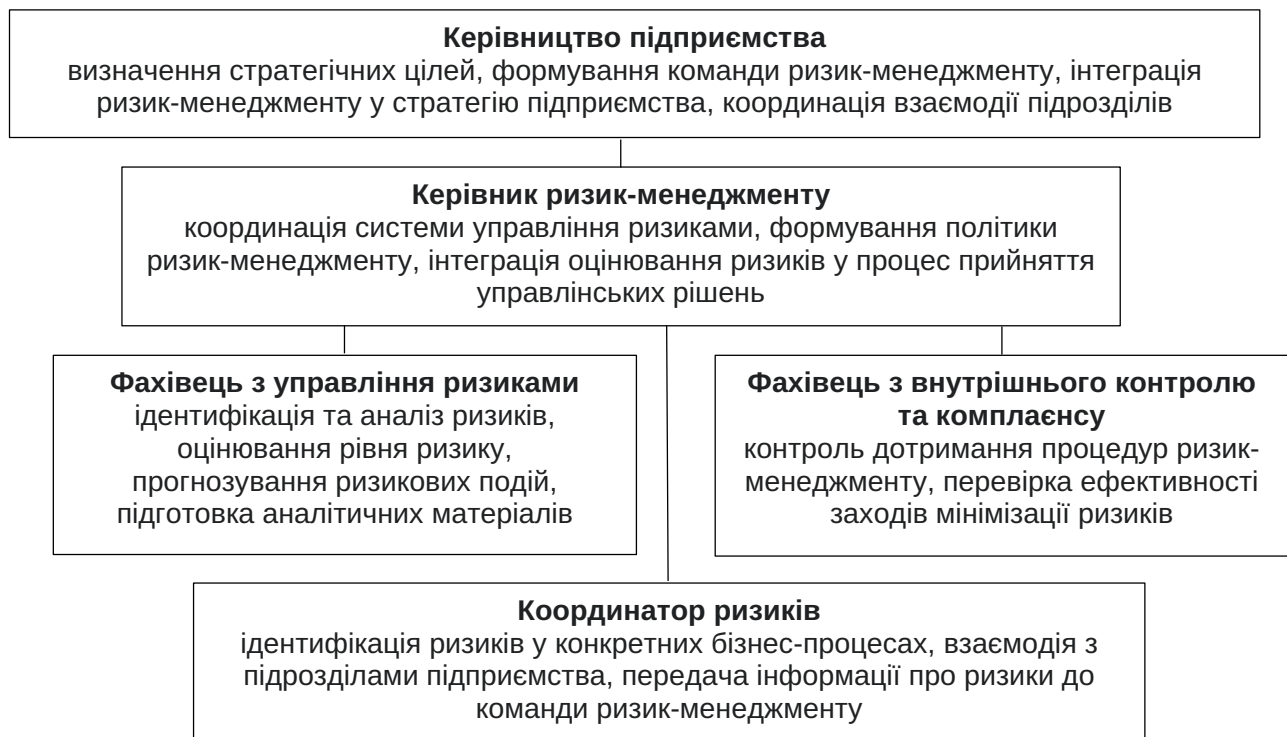 Керівництво підприємства
визначення стратегічних цілей, формування команди ризик-менеджменту, інтеграція
ризик-менеджменту у стратегію підприємства, координація взаємодії підрозділів
Керівник ризик-менеджменту
координація системи управління ризиками, формування політики
ризик-менеджменту, інтеграція оцінювання ризиків у процес прийняття
управлінських рішень
Фахівець з управління ризиками
ідентифікація та аналіз ризиків,
оцінювання рівня ризику,
прогнозування ризикових подій,
підготовка аналітичних матеріалів
Фахівець з внутрішнього контролю
та комплаєнсу
контроль дотримання процедур ризик-
менеджменту, перевірка ефективності
заходів мінімізації ризиків
Координатор ризиків
ідентифікація ризиків у конкретних бізнес-процесах, взаємодія з
підрозділами підприємства, передача інформації про ризики до
команди ризик-менеджменту